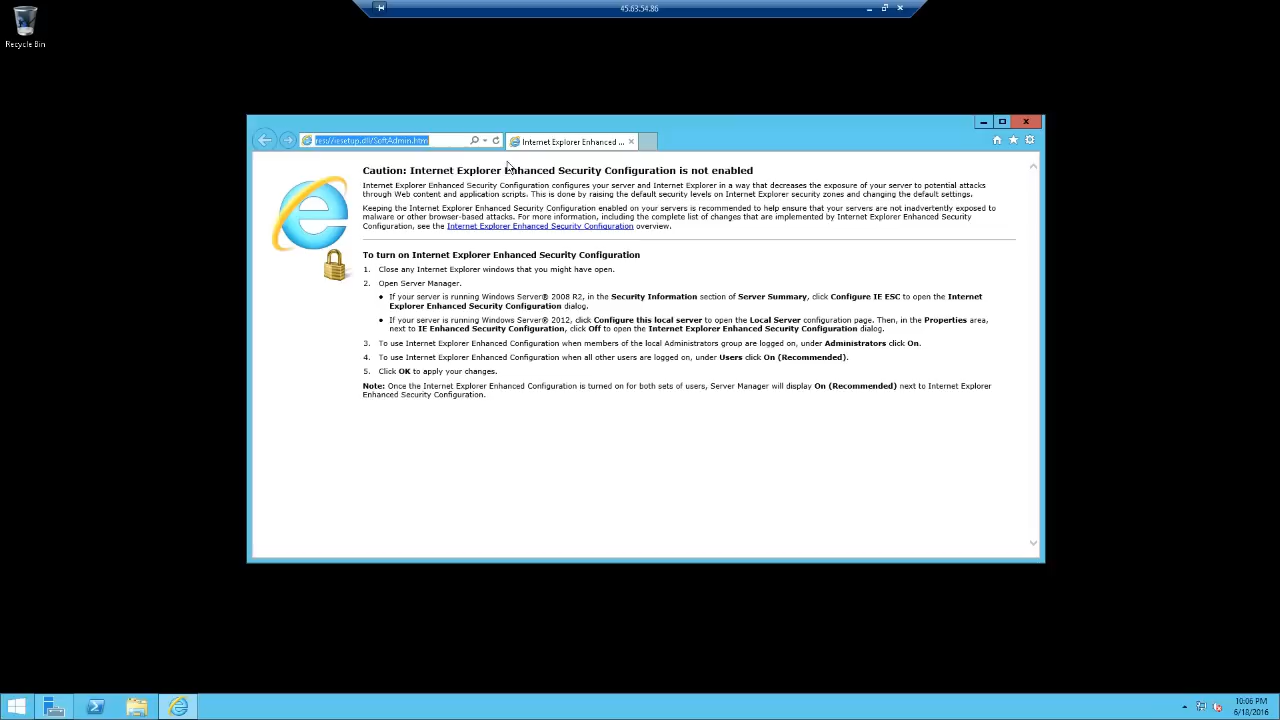 45.63.54.86
Recycle Bin
res://iesetup.dll/SoftAdmin.htm
Internet Explorer Enhanced ...
Caution: Internet Explorer Enhanced Security Configuration is not enabled
Internet Explorer Enhanced Security Configuration configures your server and Internet Explorer in a way that decreases the exposure of your server to potential attacks
through Web content and application scripts. This is done by raising the default security levels on Internet Explorer security zones and changing the default settings.
Keeping the Internet Explorer Enhanced Security Configuration enabled on your servers is recommended to help ensure that your servers are not inadvertently exposed to
malware or other browser-based attacks. For more information, including the complete list of changes that are implemented by Internet Explorer Enhanced Security
Configuration, see the Internet Explorer Enhanced Security Configuration overview.
To turn on Internet Explorer Enhanced Security Configuration
1. Close any Internet Explorer windows that you might have open.
2. Open Server Manager.
• If your server is running Windows Server® 2008 R2, in the Security Information section of Server Summary, click Configure IE ESC to open the Internet
Explorer Enhanced Security Configuration dialog.
• If your server is running Windows Server® 2012, click Configure this local server to open the Local Server configuration page. Then, in the Properties area,
next to IE Enhanced Security Configuration, click Off to open the Internet Explorer Enhanced Security Configuration dialog.
3. To use Internet Explorer Enhanced Configuration when members of the local Administrators group are logged on, under Administrators click On.
4. To use Internet Explorer Enhanced Configuration when all other users are logged on, under Users click On (Recommended).
5. Click OK to apply your changes.
Note: Once the Internet Explorer Enhanced Configuration is turned on for both sets of users, Server Manager will display On (Recommended) next to Internet Explorer
Enhanced Security Configuration.
10:06 PM
6/18/2016